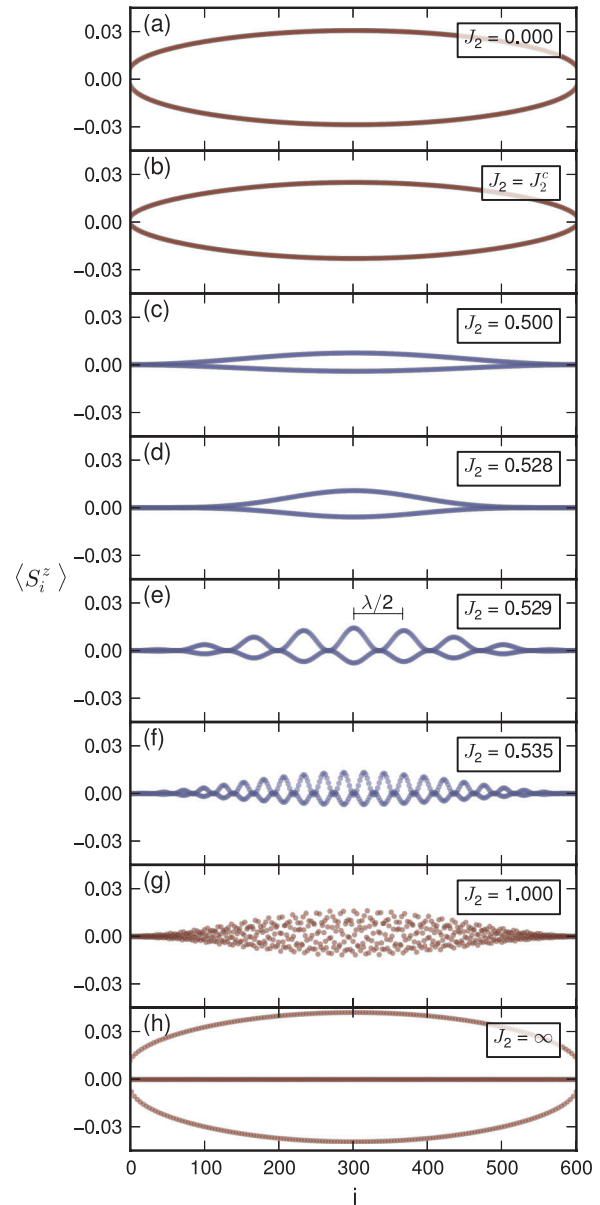 (a)
J₂ = 0.000
0.03
0.00
−0.03
(b)
J₂ = J₂ᶜ
0.03
0.00
−0.03
(c)
J₂ = 0.500
0.03
0.00
−0.03
(d)
J₂ = 0.528
0.03
0.00
−0.03
⟨Sᵢᶻ⟩
(e)
λ/2
J₂ = 0.529
0.03
0.00
−0.03
(f)
J₂ = 0.535
0.03
0.00
−0.03
(g)
J₂ = 1.000
0.03
0.00
−0.03
(h)
J₂ = ∞
0.03
0.00
−0.03
0 100 200 300 400 500 600
i